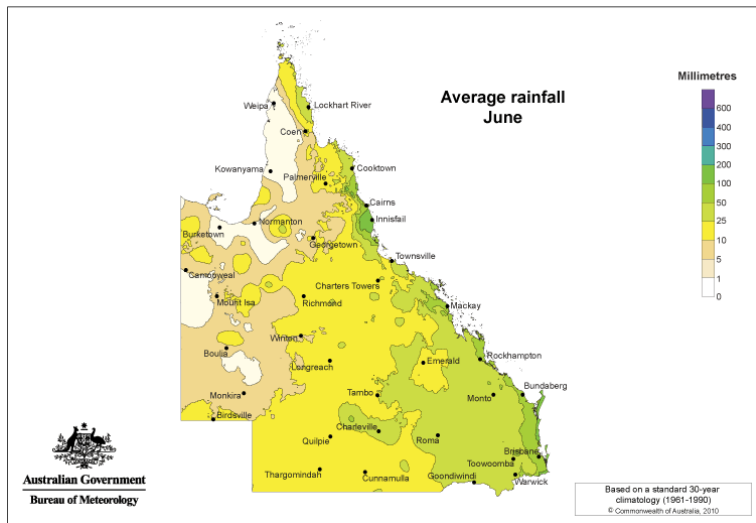 Average rainfall
June
Millimetres
600
400
300
200
100
50
25
10
5
1
0
Weipa
Lockhart River
Coen
Kowanyama
Cooktown
Palmerville
Cairns
Innisfail
Normanton
Burketown
Georgetown
Townsville
Camooweal
Charters Towers
Mount Isa
Richmond
Mackay
Winton
Boulia
Longreach
Emerald
Rockhampton
Monkira
Tambo
Monto
Bundaberg
Birdsville
Charleville
Quilpie
Roma
Brisbane
Toowoomba
Thargomindah
Cunnamulla
Goondiwindi
Warwick
Australian Government
Bureau of Meteorology
Based on a standard 30-year
climatology (1961-1990)
© Commonwealth of Australia, 2010